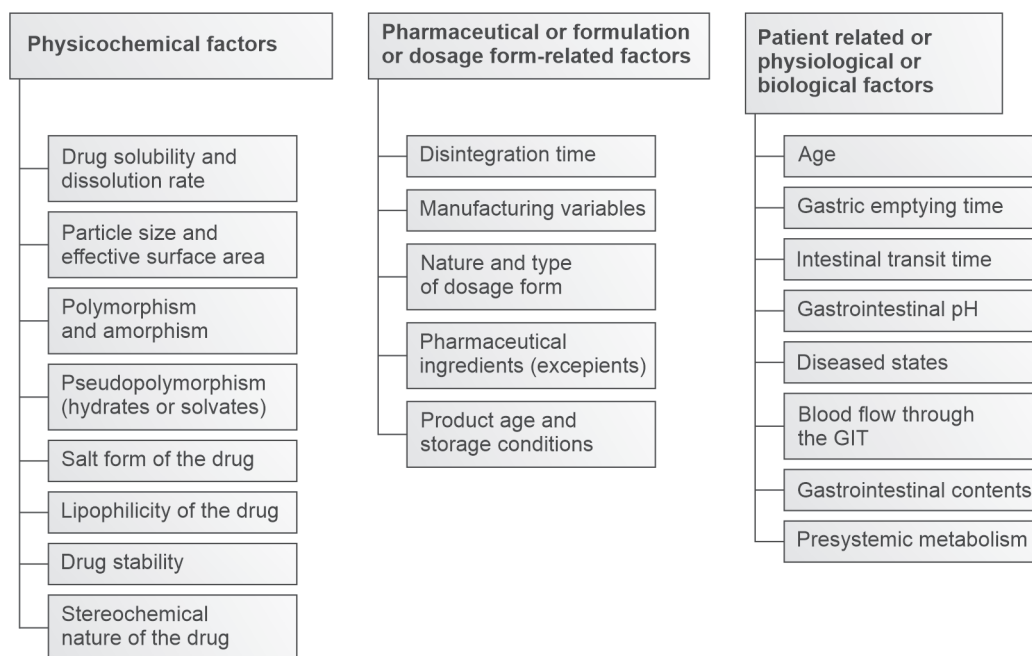 Physicochemical factors
Drug solubility and
dissolution rate
Particle size and
effective surface area
Polymorphism
and amorphism
Pseudopolymorphism
(hydrates or solvates)
Salt form of the drug
Lipophilicity of the drug
Drug stability
Stereochemical
nature of the drug
Pharmaceutical or formulation
or dosage form-related factors
Disintegration time
Manufacturing variables
Nature and type
of dosage form
Pharmaceutical
ingredients (excepients)
Product age and
storage conditions
Patient related or
physiological or
biological factors
Age
Gastric emptying time
Intestinal transit time
Gastrointestinal pH
Diseased states
Blood flow through
the GIT
Gastrointestinal contents
Presystemic metabolism